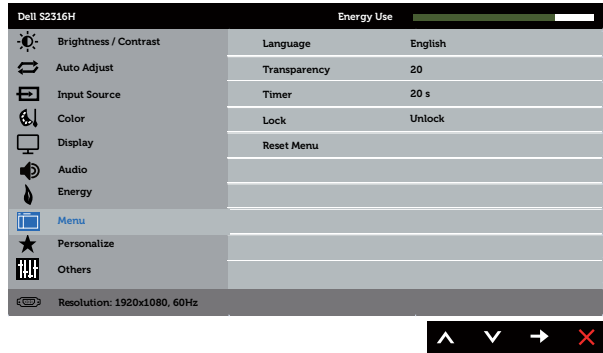 Dell S2316H Energy Use
Brightness / Contrast
Auto Adjust
Input Source
Color
Display
Audio
Energy
Menu
Personalize
Others
Language English
Transparency 20
Timer 20 s
Lock Unlock
Reset Menu
Resolution: 1920x1080, 60Hz